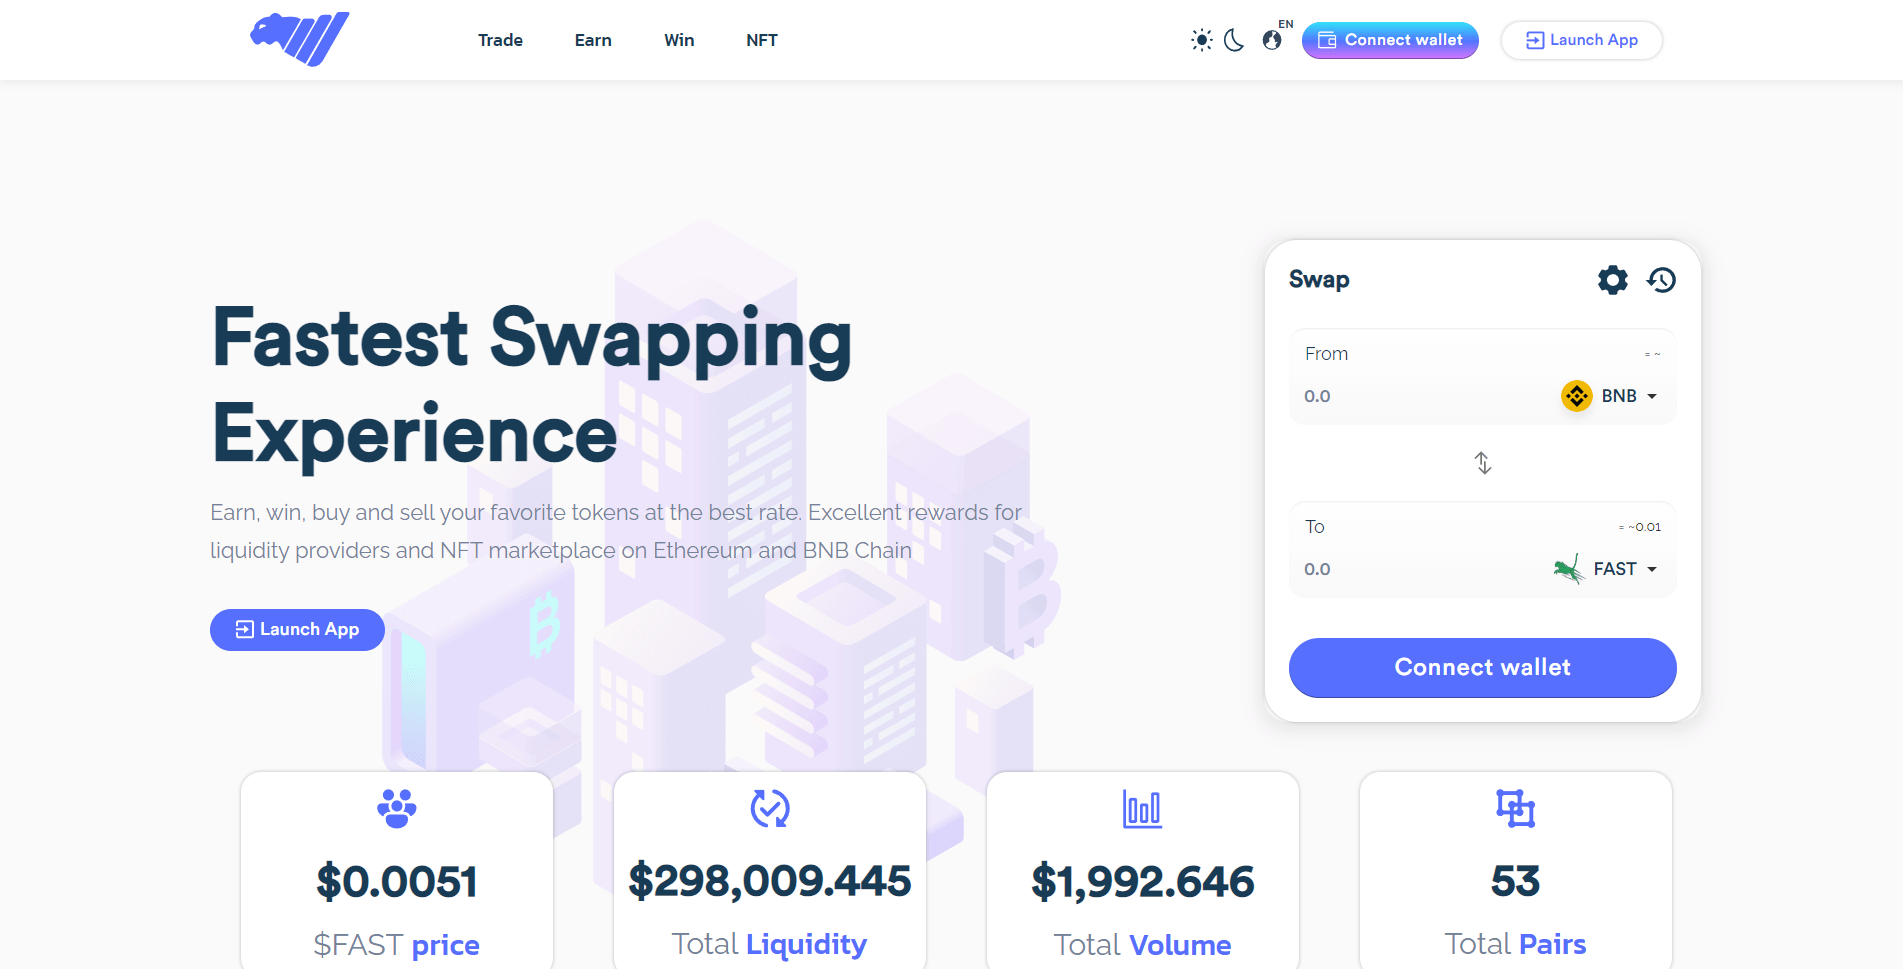 Trade
Earn
Win
NFT
EN
Connect wallet
Launch App
Fastest Swapping
Experience
Earn, win, buy and sell your favorite tokens at the best rate. Excellent rewards for
liquidity providers and NFT marketplace on Ethereum and BNB Chain
Launch App
Swap
From
= ~
0.0
BNB
To
= ~0.01
0.0
FAST
Connect wallet
$0.0051
$FAST price
$298,009.445
Total Liquidity
$1,992.646
Total Volume
53
Total Pairs